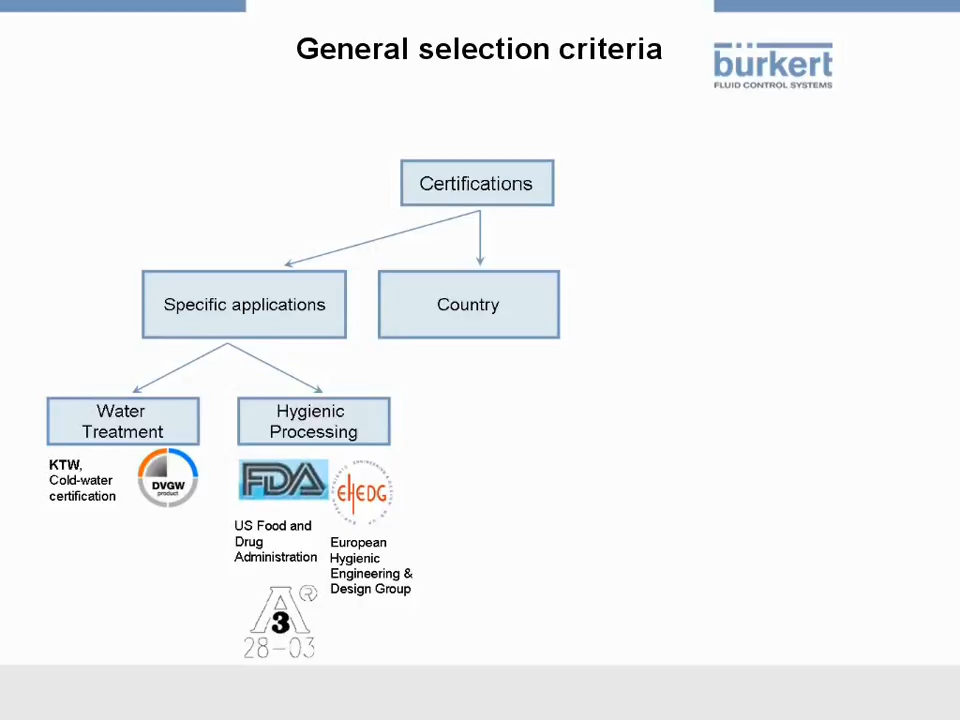 General selection criteria
bürkert
FLUID CONTROL SYSTEMS
Certifications
Specific applications
Country
Water
Treatment
Hygienic
Processing
KTW,
Cold-water
certification
DVGW
product
FDA
EHEDG
US Food and
Drug
Administration
European
Hygienic
Engineering &
Design Group
A®
3
28-03